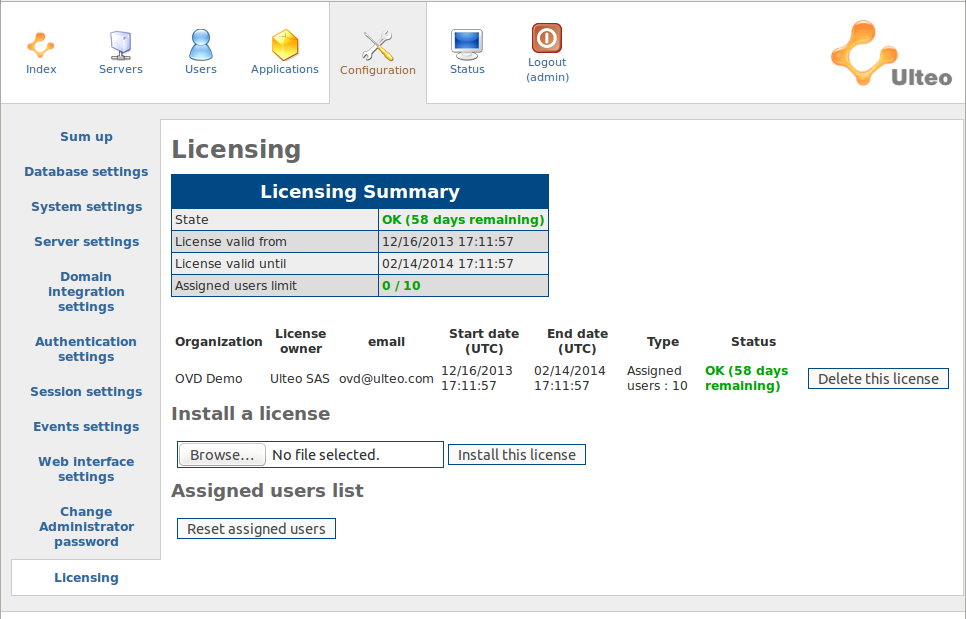 Index
Servers
Users
Applications
Configuration
Status
Logout
(admin)
Ulteo
Sum up
Database settings
System settings
Server settings
Domain
integration
settings
Authentication
settings
Session settings
Events settings
Web interface
settings
Change
Administrator
password
Licensing
Licensing
Licensing Summary
State OK (58 days remaining)
License valid from 12/16/2013 17:11:57
License valid until 02/14/2014 17:11:57
Assigned users limit 0 / 10
Organization License owner email Start date (UTC) End date (UTC) Type Status
OVD Demo Ulteo SAS ovd@ulteo.com 12/16/2013 17:11:57 02/14/2014 17:11:57 Assigned users : 10 OK (58 days remaining) Delete this license
Install a license
Browse... No file selected. Install this license
Assigned users list
Reset assigned users